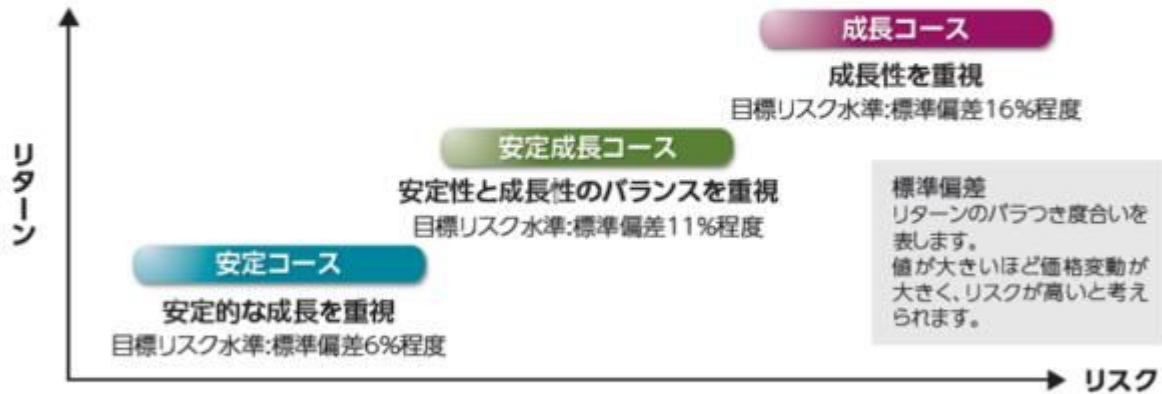 成長コース
成長性を重視
目標リスク水準:標準偏差16%程度
安定成長コース
安定性と成長性のバランスを重視
目標リスク水準:標準偏差11%程度
安定コース
安定的な成長を重視
目標リスク水準:標準偏差6%程度
標準偏差
リターンのバラつき度合いを
表します。
値が大きいほど価格変動が
大きく、リスクが高いと考え
られます。
リターン
リスク